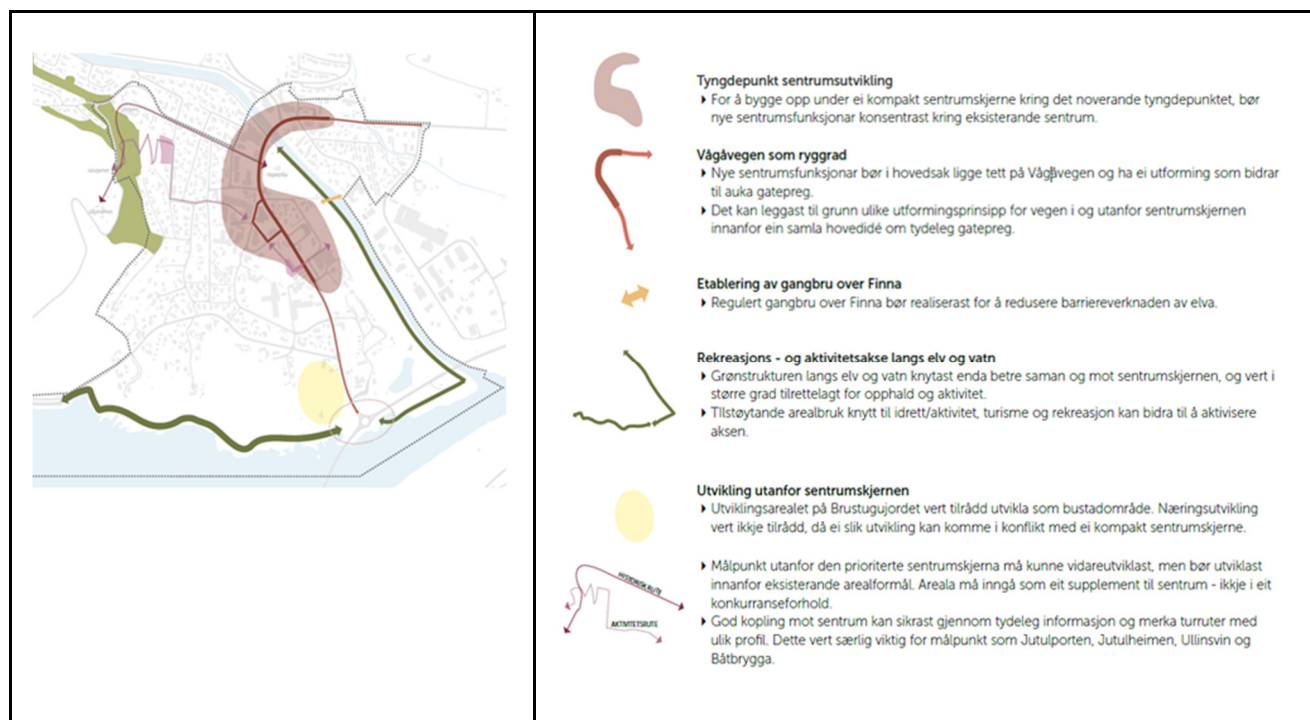 Tyngdepunkt sentrumsutvikling
For å bygge opp under ei kompakt sentrumskjerne kring det noverande tyngdepunktet, bør
nye sentrumsfunksjonar konsentrast kring eksisterande sentrum.
Vågåvegen som ryggrad
Nye sentrumsfunksjonar bør i hovedsak ligge tett på Vågåvegen og ha ei utforming som bidrar
til auka gatepreg.
Det kan leggast til grunn ulike utformingsprinsipp for vegen i og utanfor sentrumskjernen
innanfor ein samla hovedidé om tydeleg gatepreg.
Etablering av gangbru over Finna
Regulert gangbru over Finna bør realiserast for å redusere barriereverknaden av elva.
Rekreasjons - og aktivitetsakse langs elv og vatn
Grønstrukturen langs elv og vatn knytast enda betre saman og mot sentrumskjernen, og vert i
større grad tilrettelagt for opphald og aktivitet.
Tilstøytande arealbruk knytt til idrett/aktivitet, turisme og rekreasjon kan bidra til å aktivisere
aksen.
Utvikling utanfor sentrumskjernen
Utviklingsarealet på Brustugujordet vert tilrådd utvikla som bustadområde. Næringsutvikling
vert ikkje tilrådd, då ei slik utvikling kan komme i konflikt med ei kompakt sentrumskjerne.
HISTORISK RUTE
AKTIVITETSRUTE
Målpunkt utanfor den prioriterte sentrumskjerna må kunne vidareutviklast, men bør utviklast
innanfor eksisterande arealformål. Areala må inngå som eit supplement til sentrum - ikkje i eit
konkurranseforhold.
God kopling mot sentrum kan sikrast gjennom tydeleg informasjon og merka turruter med
ulik profil. Dette vert særlig viktig for målpunkt som Jutulporten, Jutulheimen, Ullinsvin og
Båtbrygga.